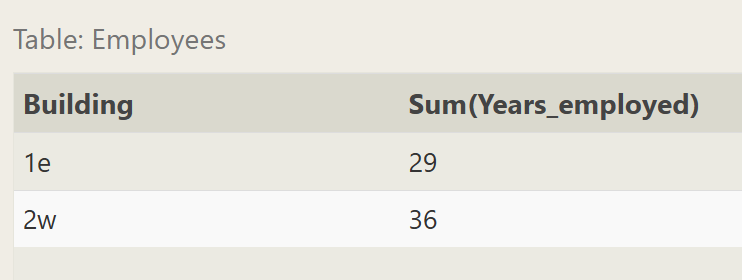 Table: Employees
Building Sum(Years_employed)
1e 29
2w 36